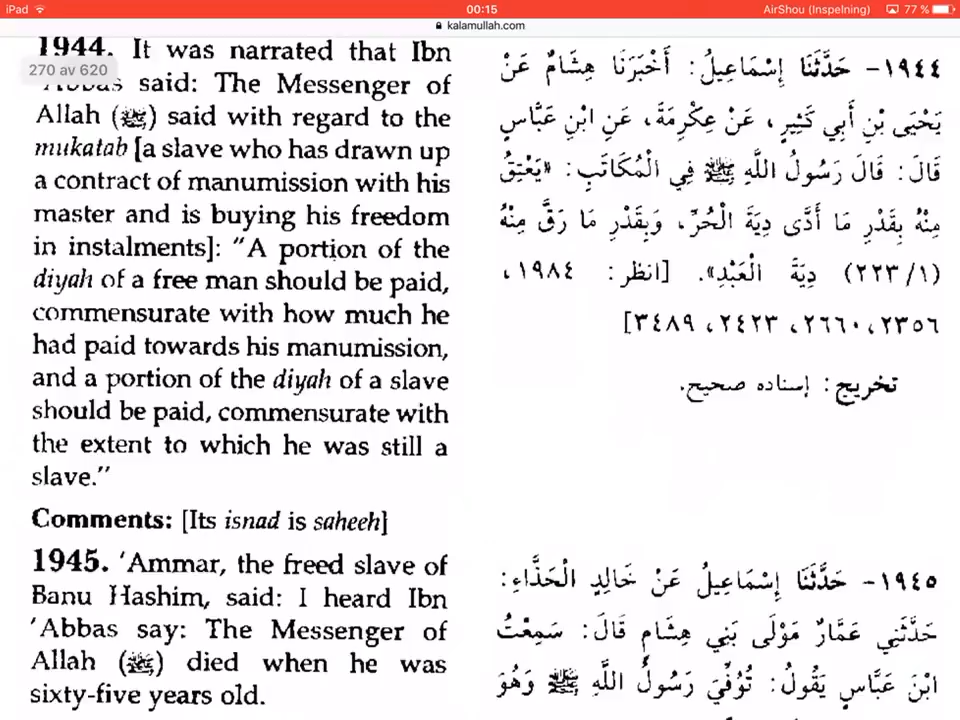 iPad 00:15 AirShou (Inspelning) 77 %
kalamullah.com
270 av 620
1944. It was narrated that Ibn
'Abbas said: The Messenger of
Allah (ﷺ) said with regard to the
mukatab [a slave who has drawn up
a contract of manumission with his
master and is buying his freedom
in instalments]: "A portion of the
diyah of a free man should be paid,
commensurate with how much he
had paid towards his manumission,
and a portion of the diyah of a slave
should be paid, commensurate with
the extent to which he was still a
slave."
Comments: [Its isnad is saheeh]
1945. 'Ammar, the freed slave of
Banu Hashim, said: I heard Ibn
'Abbas say: The Messenger of
Allah (ﷺ) died when he was
sixty-five years old.
١٩٤٤- حَدَّثَنَا إِسْمَاعِيلُ: أَخْبَرَنَا هِشَامٌ عَنْ
يَحْيَى بْنِ أَبِي كَثِيرٍ، عَنْ عِكْرِمَةَ، عَنِ ابْنِ عَبَّاسٍ
قَالَ: قَالَ رَسُولُ اللَّهِ ﷺ فِي الْمُكَاتَبِ: «يَعْتِقُ
مِنْهُ بِقَدْرِ مَا أَدَّى دِيَةَ الْحُرِّ، وَبِقَدْرِ مَا رَقَّ مِنْهُ
(٢٢٣/١) دِيَةَ الْعَبْدِ». [انظر: ١٩٨٤،
٢٣٥٦، ٢٦٦٠، ٢٤٢٣، ٣٤٨٩]
تخريج: إسناده صحيح.
١٩٤٥- حَدَّثَنَا إِسْمَاعِيلُ عَنْ خَالِدٍ الْحَذَّاءِ:
حَدَّثَنِي عَمَّارٌ مَوْلَى بَنِي هِشَامٍ قَالَ: سَمِعْتُ
ابْنَ عَبَّاسٍ يَقُولُ: تُوُفِّيَ رَسُولُ اللَّهِ ﷺ وَهُوَ